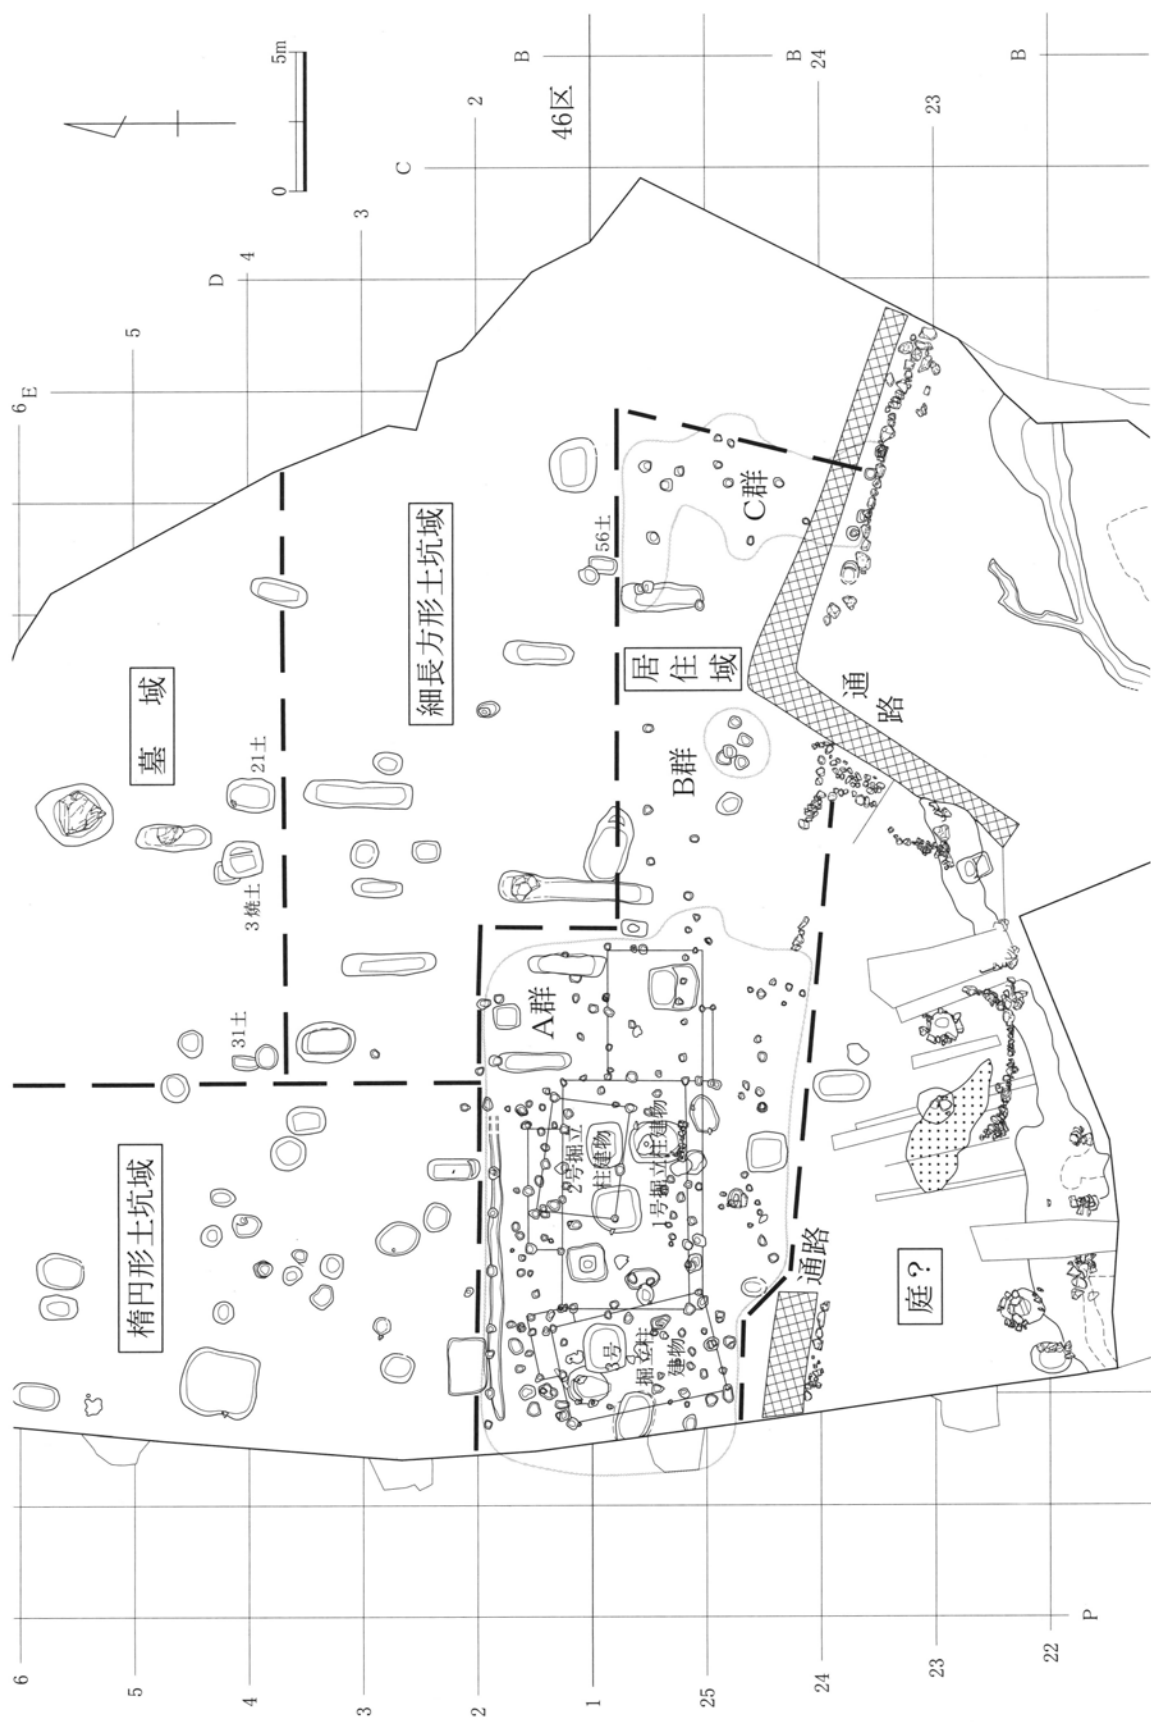 6
5
4
3
2
1
25
24
23
22
P
6
E
5
D
4
3
C
2
B
46区
B
24
23
B
0
5m
墓域
21土
3焼土
31土
細長方形土坑域
56土
楕円形土坑域
居住域
A群
B群
C群
2号掘立
柱建物
1号掘立柱建物
3号
掘立柱
建物
通路
通路
庭?